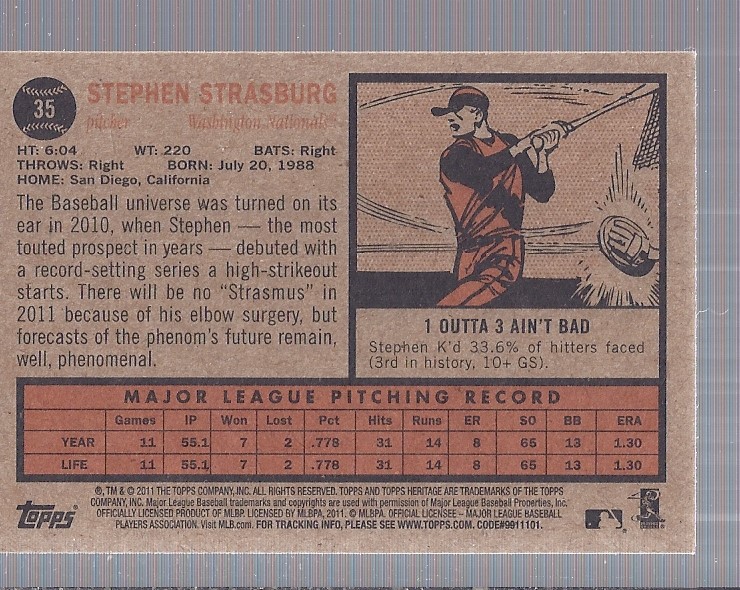 35
STEPHEN STRASBURG
pitcher Washington Nationals®
HT: 6:04 WT: 220 BATS: Right
THROWS: Right BORN: July 20, 1988
HOME: San Diego, California
The Baseball universe was turned on its
ear in 2010, when Stephen — the most
touted prospect in years — debuted with
a record-setting series a high-strikeout
starts. There will be no "Strasmus" in
2011 because of his elbow surgery, but
forecasts of the phenom's future remain,
well, phenomenal.
1 OUTTA 3 AIN'T BAD
Stephen K'd 33.6% of hitters faced
(3rd in history, 10+ GS).
MAJOR LEAGUE PITCHING RECORD
Games IP Won Lost Pct Hits Runs ER SO BB ERA
YEAR 11 55.1 7 2 .778 31 14 8 65 13 1.30
LIFE 11 55.1 7 2 .778 31 14 8 65 13 1.30
®, TM & © 2011 THE TOPPS COMPANY, INC. ALL RIGHTS RESERVED. TOPPS AND TOPPS HERITAGE ARE TRADEMARKS OF THE TOPPS
COMPANY, INC. Major League Baseball trademarks and copyrights are used with permission of Major League Baseball Properties, Inc.
OFFICIALLY LICENSED PRODUCT OF MLBP. LICENSED BY MLBPA, 2011. © MLBPA. OFFICIAL LICENSEE – MAJOR LEAGUE BASEBALL
PLAYERS ASSOCIATION. Visit MLB.com. FOR TRACKING INFO, PLEASE SEE WWW.TOPPS.COM. CODE#9911101.
Topps®